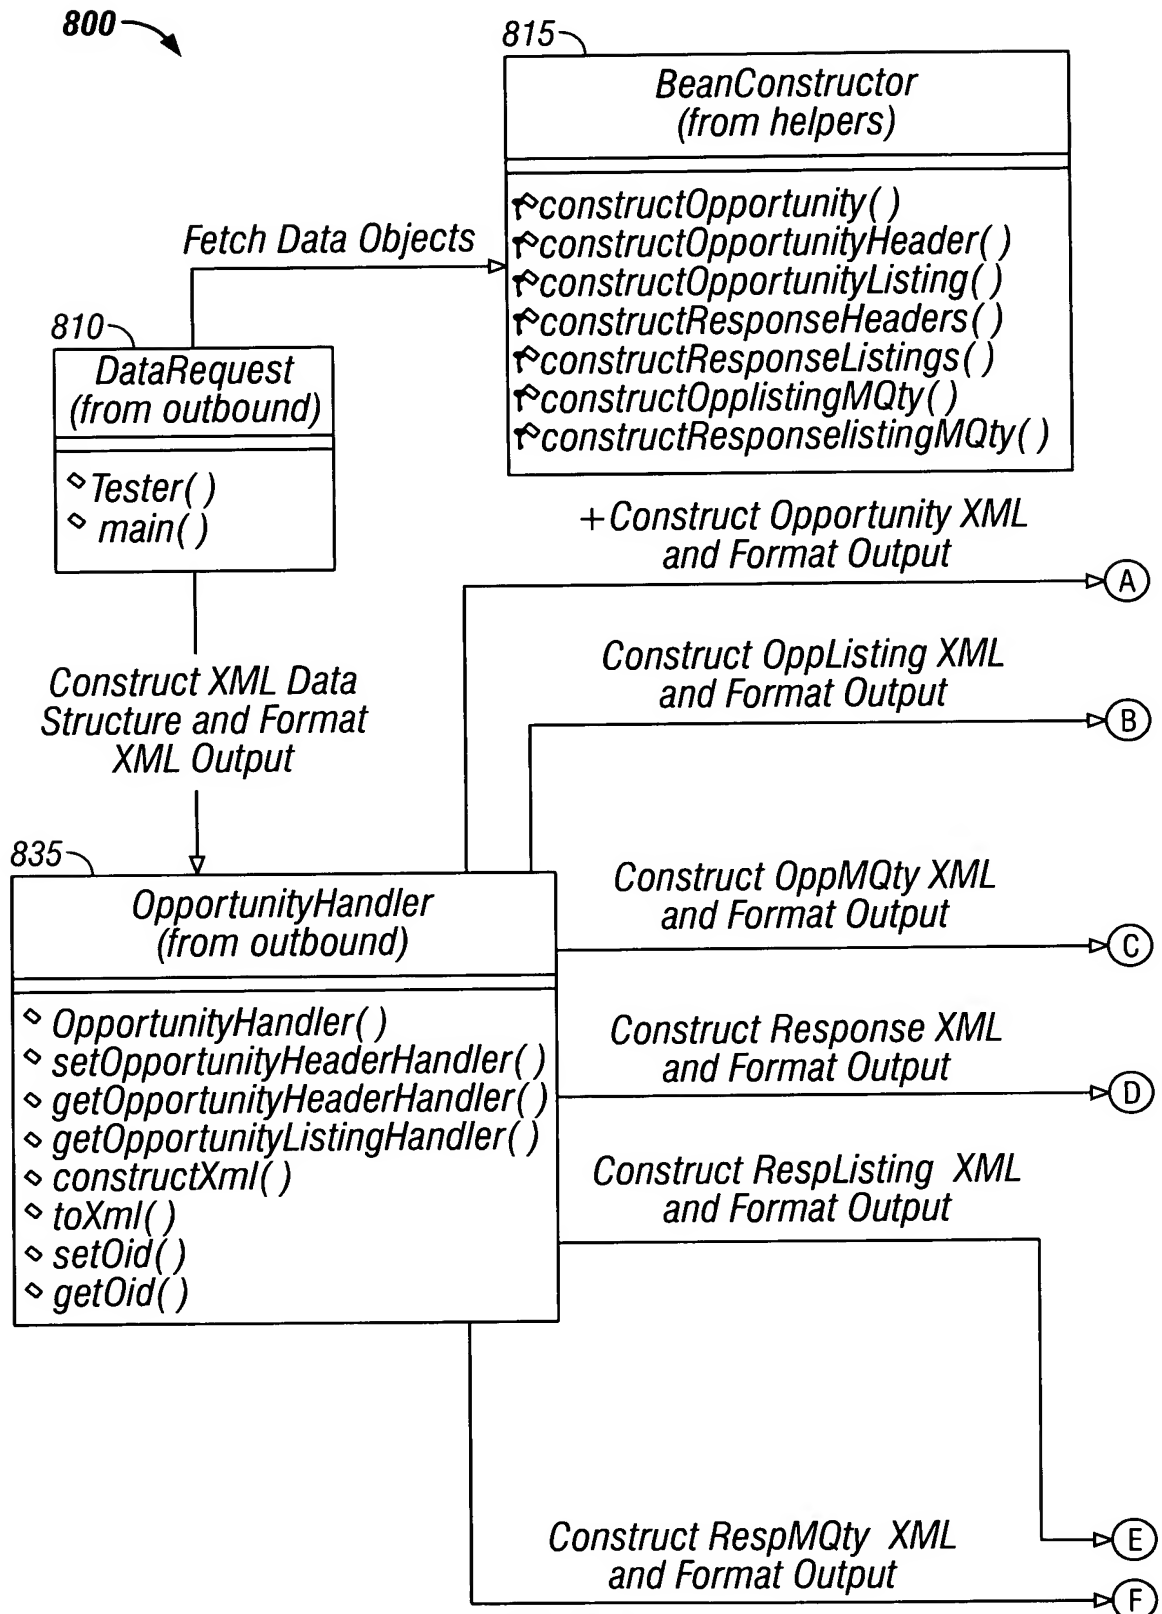 800
815
BeanConstructor
(from helpers)
constructOpportunity( )
constructOpportunityHeader( )
constructOpportunityListing( )
constructResponseHeaders( )
constructResponseListings( )
constructOpplistingMQty( )
constructResponselistingMQty( )
Fetch Data Objects
810
DataRequest
(from outbound)
Tester( )
main( )
+Construct Opportunity XML
and Format Output
A
Construct OppListing XML
and Format Output
B
Construct XML Data
Structure and Format
XML Output
835
OpportunityHandler
(from outbound)
OpportunityHandler( )
setOpportunityHeaderHandler( )
getOpportunityHeaderHandler( )
getOpportunityListingHandler( )
constructXml( )
toXml( )
setOid( )
getOid( )
Construct OppMQty XML
and Format Output
C
Construct Response XML
and Format Output
D
Construct RespListing XML
and Format Output
E
Construct RespMQty XML
and Format Output
F